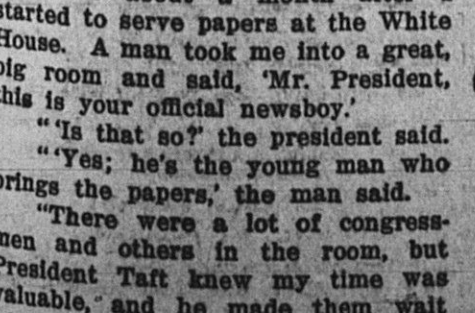 started to serve papers at the White
House. A man took me into a great,
big room and said, 'Mr. President,
this is your official newsboy.'
"'Is that so?' the president said.
"'Yes; he's the young man who
brings the papers,' the man said.
"There were a lot of congress-
men and others in the room, but
President Taft knew my time was
valuable, and he made them wait